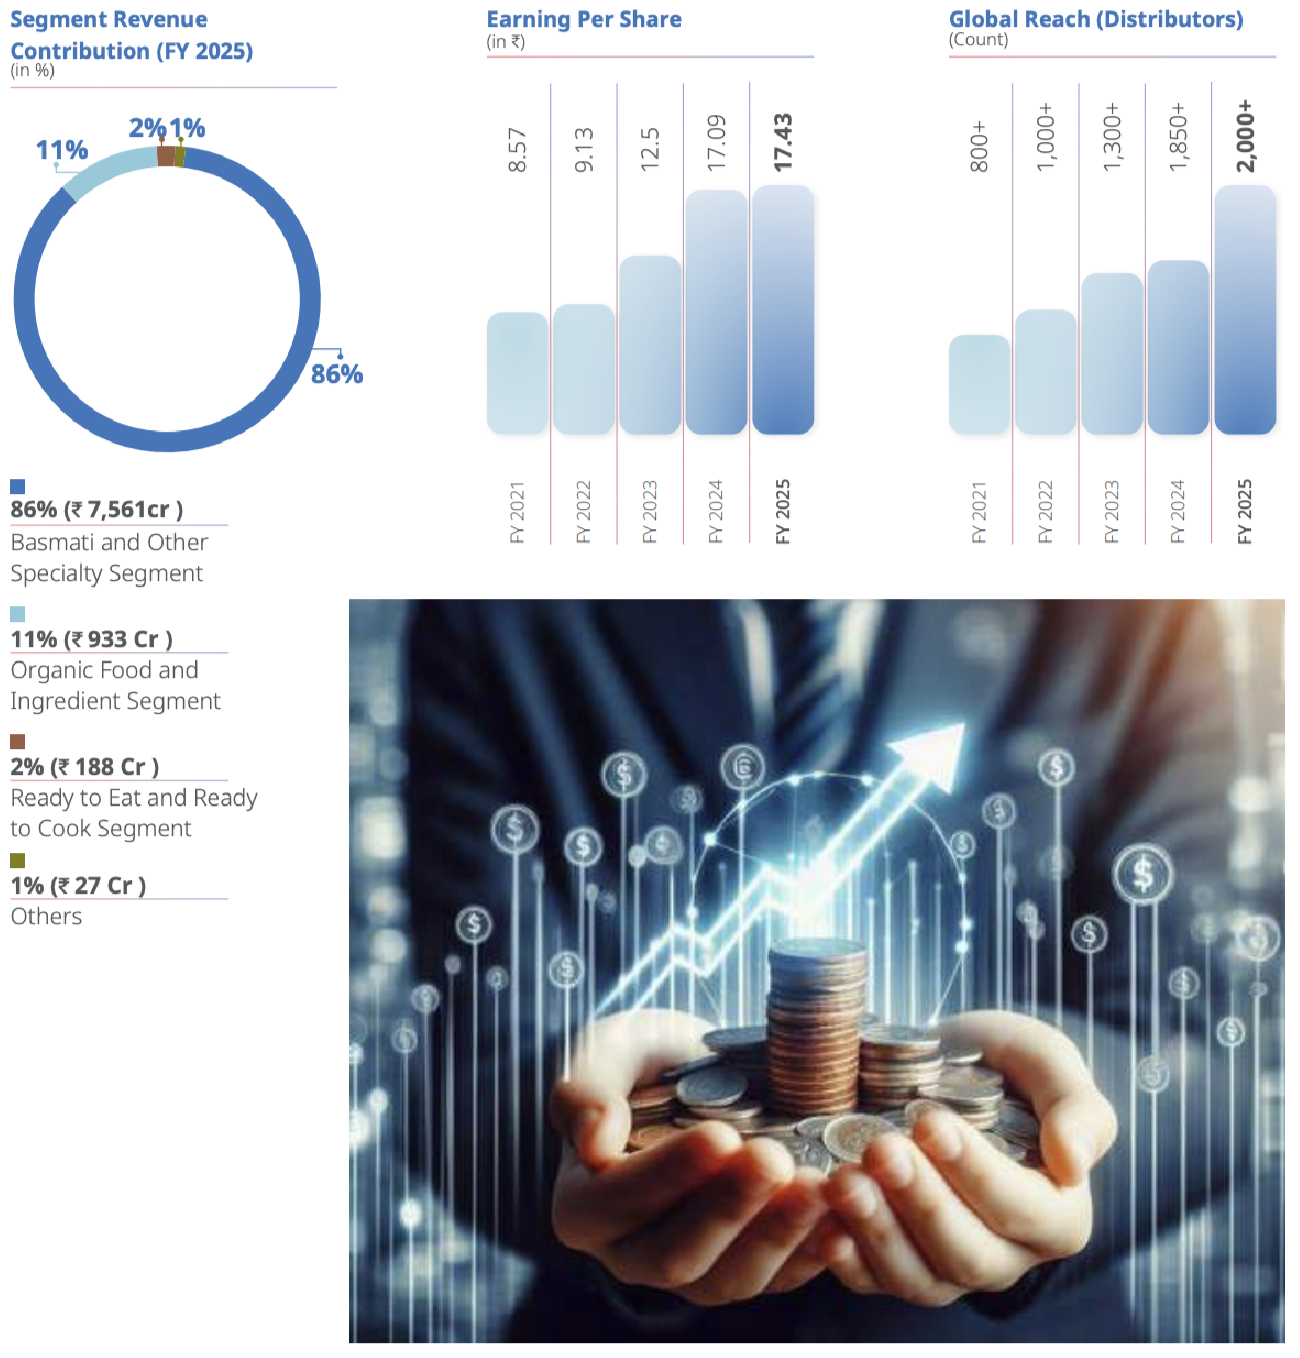 Segment Revenue
Contribution (FY 2025)
(in %)
2% 1%
11%
86%
86% (₹ 7,561cr )
Basmati and Other
Specialty Segment
11% (₹ 933 Cr )
Organic Food and
Ingredient Segment
2% (₹ 188 Cr )
Ready to Eat and Ready
to Cook Segment
1% (₹ 27 Cr )
Others
Earning Per Share
(in ₹)
8.57
9.13
12.5
17.09
17.43
FY 2021
FY 2022
FY 2023
FY 2024
FY 2025
Global Reach (Distributors)
(Count)
800+
1,000+
1,300+
1,850+
2,000+
FY 2021
FY 2022
FY 2023
FY 2024
FY 2025